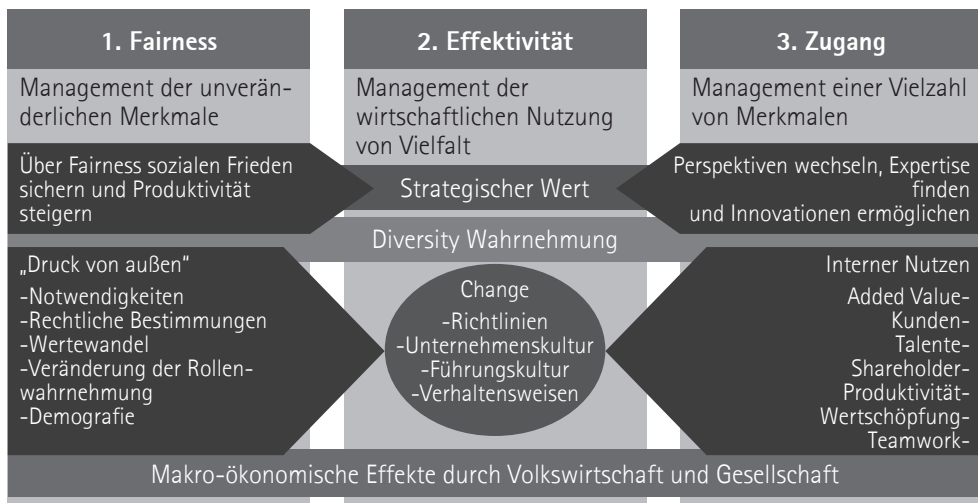 1. Fairness
Management der unverän-
derlichen Merkmale
2. Effektivität
Management der
wirtschaftlichen Nutzung
von Vielfalt
3. Zugang
Management einer Vielzahl
von Merkmalen
Über Fairness sozialen Frieden
sichern und Produktivität
steigern
Strategischer Wert
Perspektiven wechseln, Expertise
finden
und Innovationen ermöglichen
Diversity Wahrnehmung
„Druck von außen“
-Notwendigkeiten
-Rechtliche Bestimmungen
-Wertewandel
-Veränderung der Rollen-
wahrnehmung
-Demografie
Change
-Richtlinien
-Unternehmenskultur
-Führungskultur
-Verhaltensweisen
Interner Nutzen
Added Value-
Kunden-
Talente-
Shareholder-
Produktivität-
Wertschöpfung-
Teamwork-
Makro-ökonomische Effekte durch Volkswirtschaft und Gesellschaft